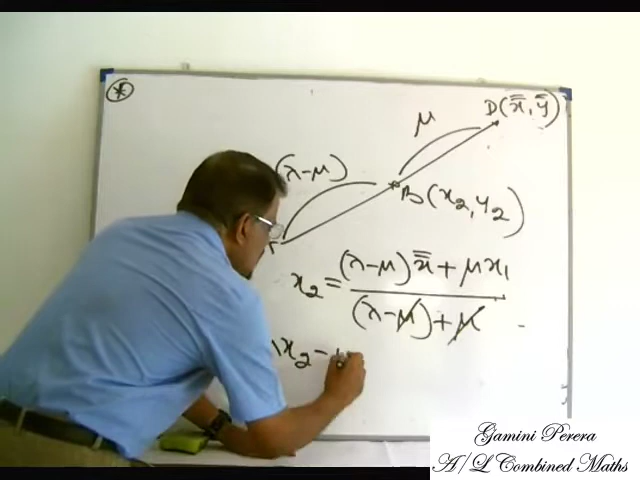 *
D(x̿, y̿)
μ
(λ-μ)
B(x₂, y₂)
x₂ = (λ-μ)x̿ + μx₁
(λ-μ)+μ
λx₂ -
Gamini Perera
A/L Combined Maths